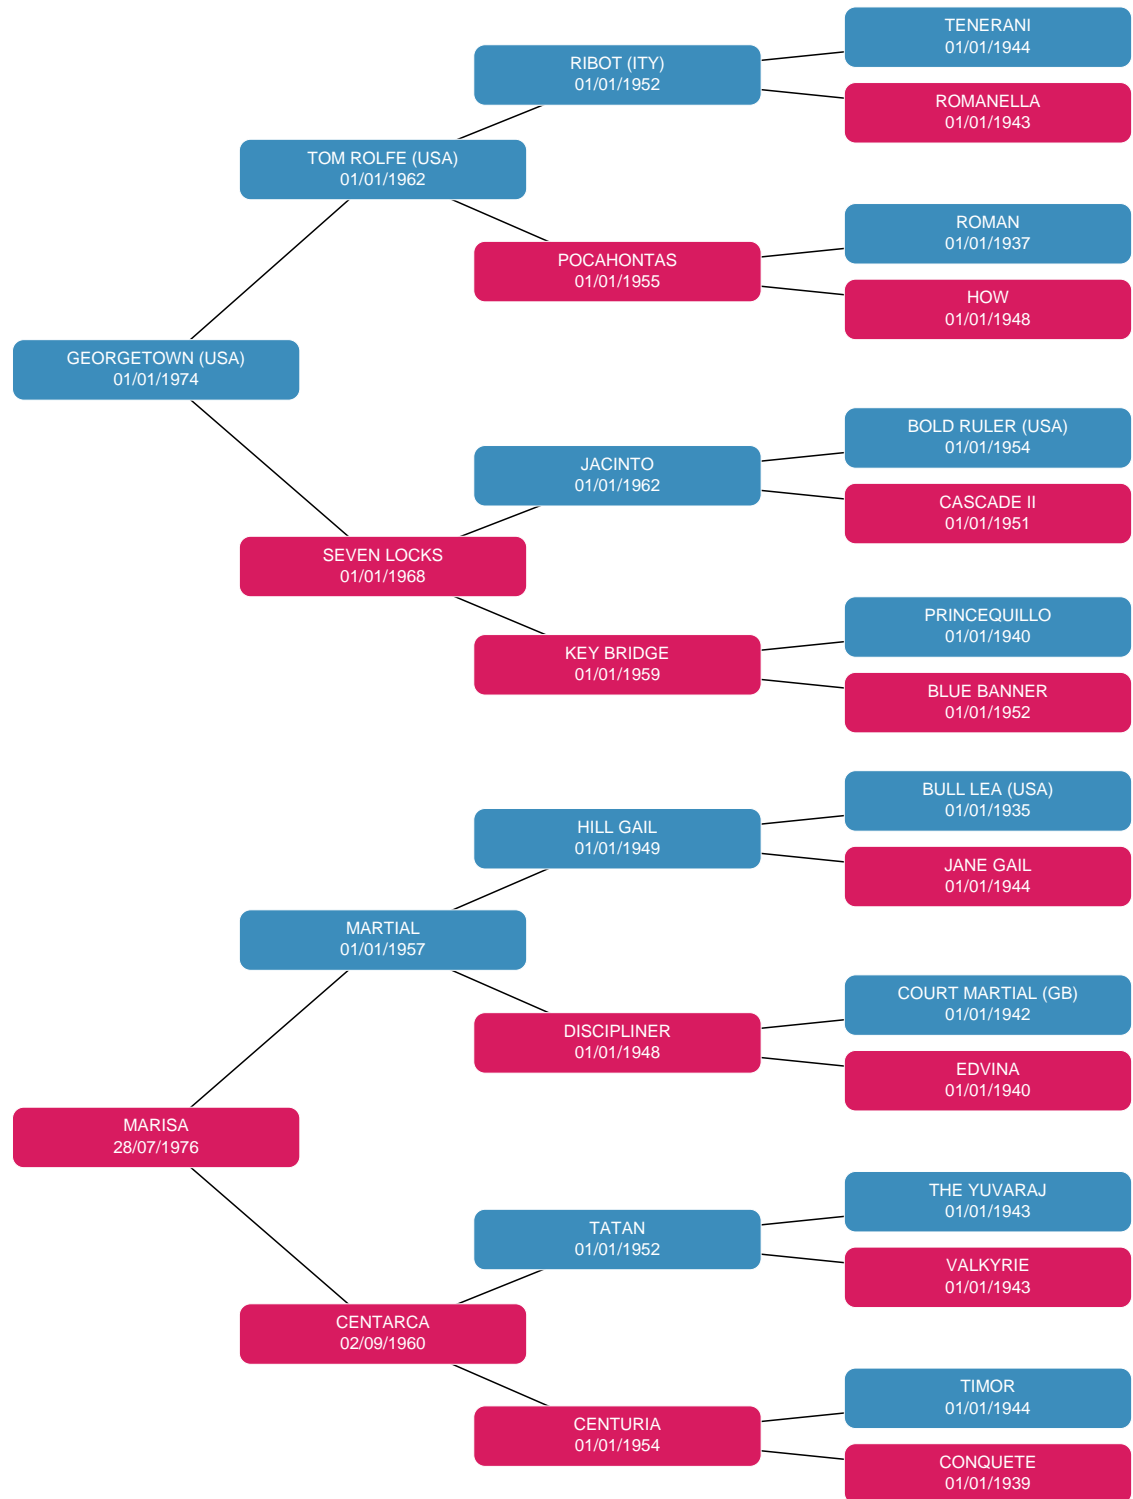 TENERANI
01/01/1944
RIBOT (ITY)
01/01/1952
ROMANELLA
01/01/1943
TOM ROLFE (USA)
01/01/1962
ROMAN
01/01/1937
POCAHONTAS
01/01/1955
HOW
01/01/1948
GEORGETOWN (USA)
01/01/1974
BOLD RULER (USA)
01/01/1954
JACINTO
01/01/1962
CASCADE II
01/01/1951
SEVEN LOCKS
01/01/1968
PRINCEQUILLO
01/01/1940
KEY BRIDGE
01/01/1959
BLUE BANNER
01/01/1952
BULL LEA (USA)
01/01/1935
HILL GAIL
01/01/1949
JANE GAIL
01/01/1944
MARTIAL
01/01/1957
COURT MARTIAL (GB)
01/01/1942
DISCIPLINER
01/01/1948
EDVINA
01/01/1940
MARISA
28/07/1976
THE YUVARAJ
01/01/1943
TATAN
01/01/1952
VALKYRIE
01/01/1943
CENTARCA
02/09/1960
TIMOR
01/01/1944
CENTURIA
01/01/1954
CONQUETE
01/01/1939